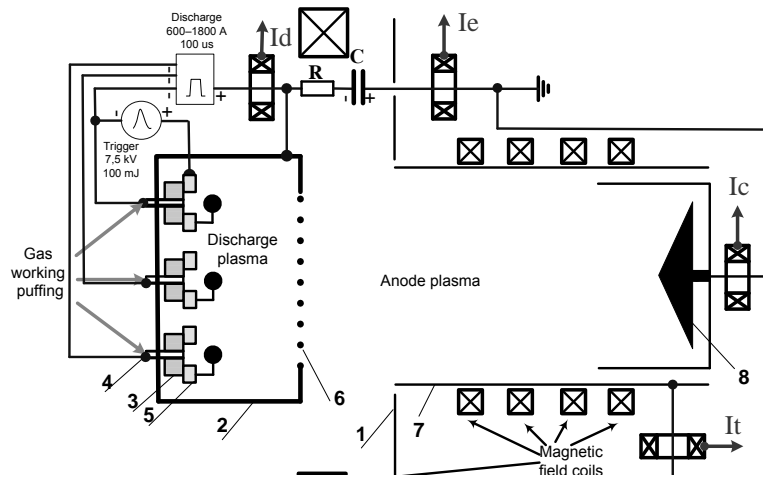 Discharge
600–1800 A
100 us
Id
Ie
R
C
-
+
-
+
-
+
Trigger
7,5 kV
100 mJ
Ic
Gas
working
puffing
Discharge
plasma
Anode plasma
4
3
5
2
6
1
7
8
It
Magnetic
field coils